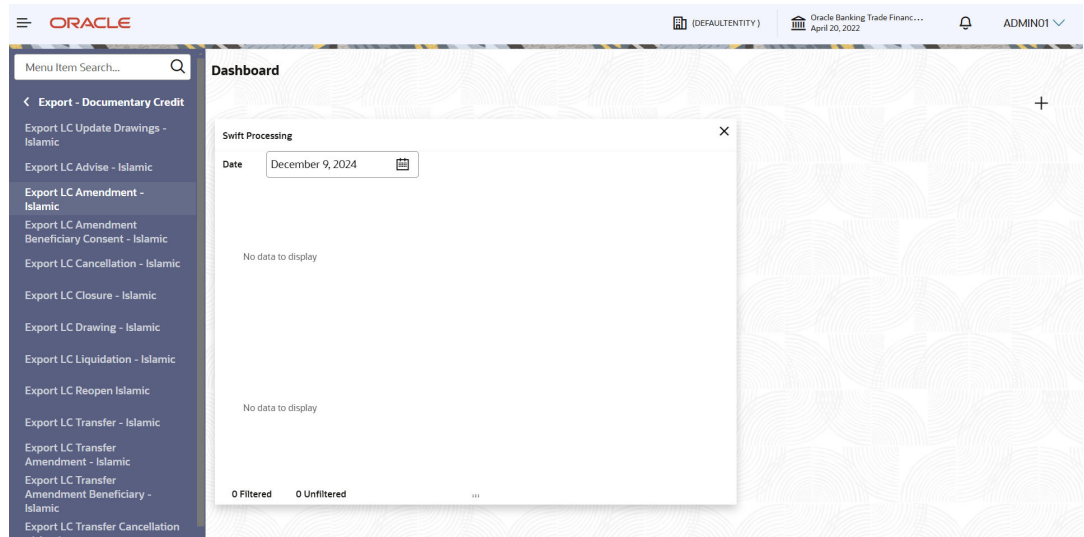 ORACLE
(DEFAULTENTITY)
Oracle Banking Trade Financ...
April 20, 2022
ADMIN01
Menu Item Search...
Export - Documentary Credit
Export LC Update Drawings -
Islamic
Export LC Advise - Islamic
Export LC Amendment -
Islamic
Export LC Amendment
Beneficiary Consent - Islamic
Export LC Cancellation - Islamic
Export LC Closure - Islamic
Export LC Drawing - Islamic
Export LC Liquidation - Islamic
Export LC Reopen Islamic
Export LC Transfer - Islamic
Export LC Transfer
Amendment - Islamic
Export LC Transfer
Amendment Beneficiary -
Islamic
Export LC Transfer Cancellation
Dashboard
Swift Processing
Date December 9, 2024
No data to display
No data to display
0 Filtered 0 Unfiltered